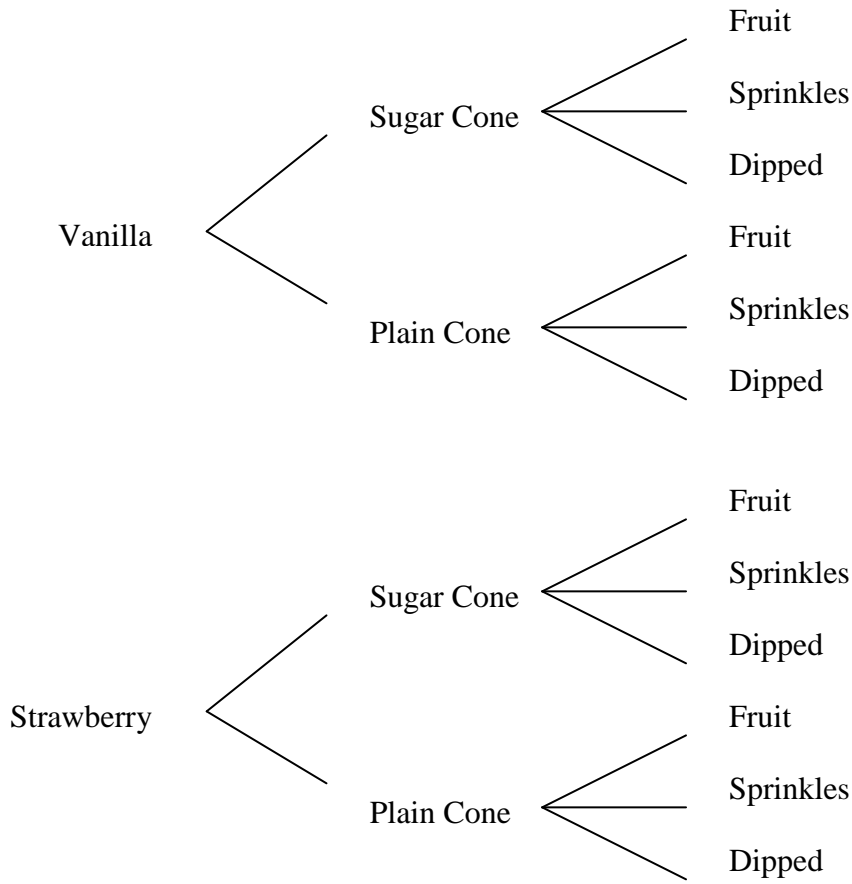 Fruit
Sugar Cone
Sprinkles
Dipped
Vanilla
Fruit
Plain Cone
Sprinkles
Dipped
Fruit
Sugar Cone
Sprinkles
Dipped
Strawberry
Fruit
Plain Cone
Sprinkles
Dipped